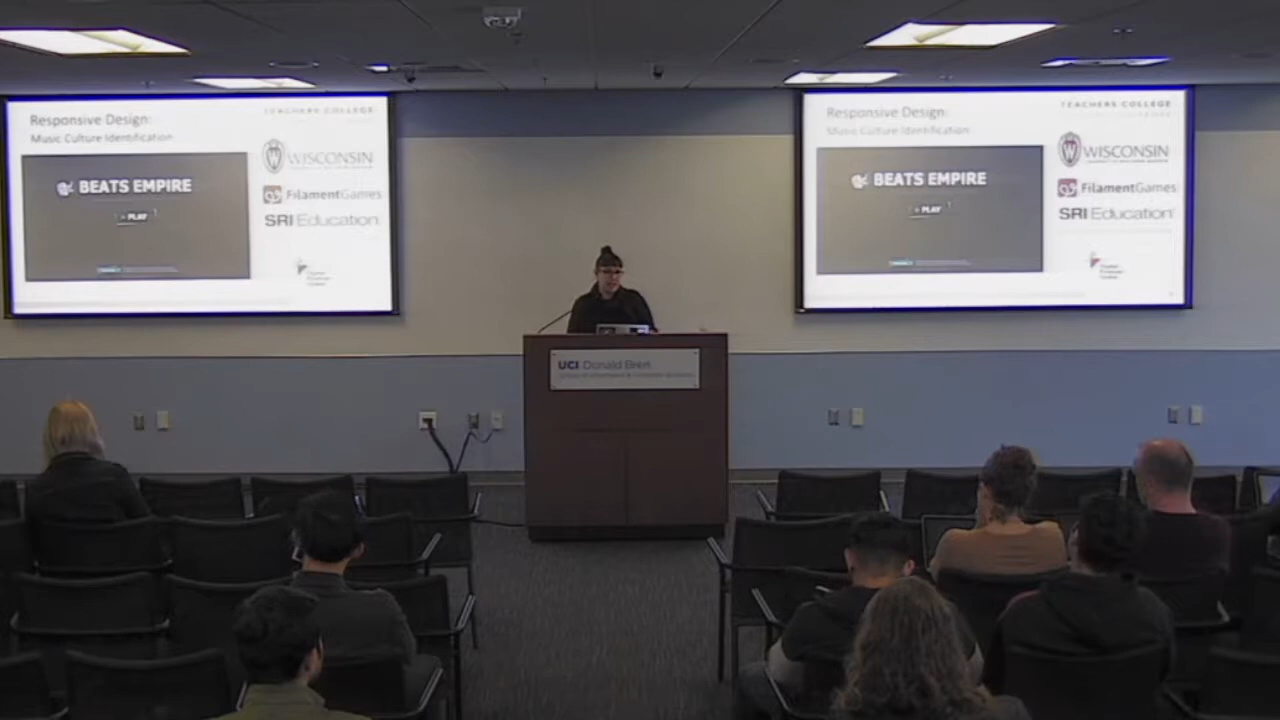 Responsive Design:
Music Culture Identification
TEACHERS COLLEGE
WISCONSIN
BEATS EMPIRE
PLAY
FilamentGames
SRI Education
Responsive Design:
Music Culture Identification
TEACHERS COLLEGE
WISCONSIN
BEATS EMPIRE
PLAY
FilamentGames
SRI Education
UCI Donald Bren